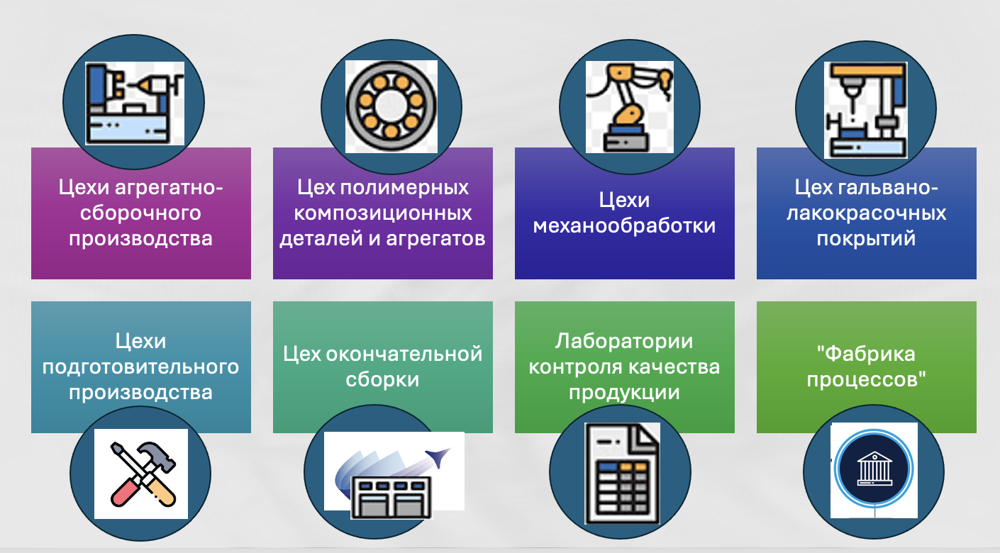 Цехи агрегатно-
сборочного
производства
Цех полимерных
композиционных
деталей и агрегатов
Цехи
механообработки
Цех гальвано-
лакокрасочных
покрытий
Цехи
подготовительного
производства
Цех окончательной
сборки
Лаборатории
контроля качества
продукции
"Фабрика
процессов"